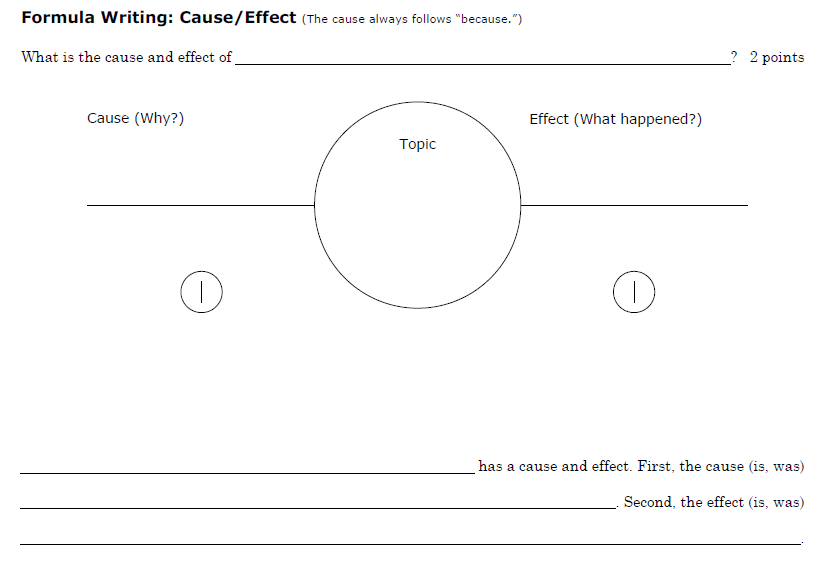 Formula Writing: Cause/Effect (The cause always follows "because.")
What is the cause and effect of ? 2 points
Cause (Why?)
Topic
Effect (What happened?)
|
|
has a cause and effect. First, the cause (is, was)
. Second, the effect (is, was)
.